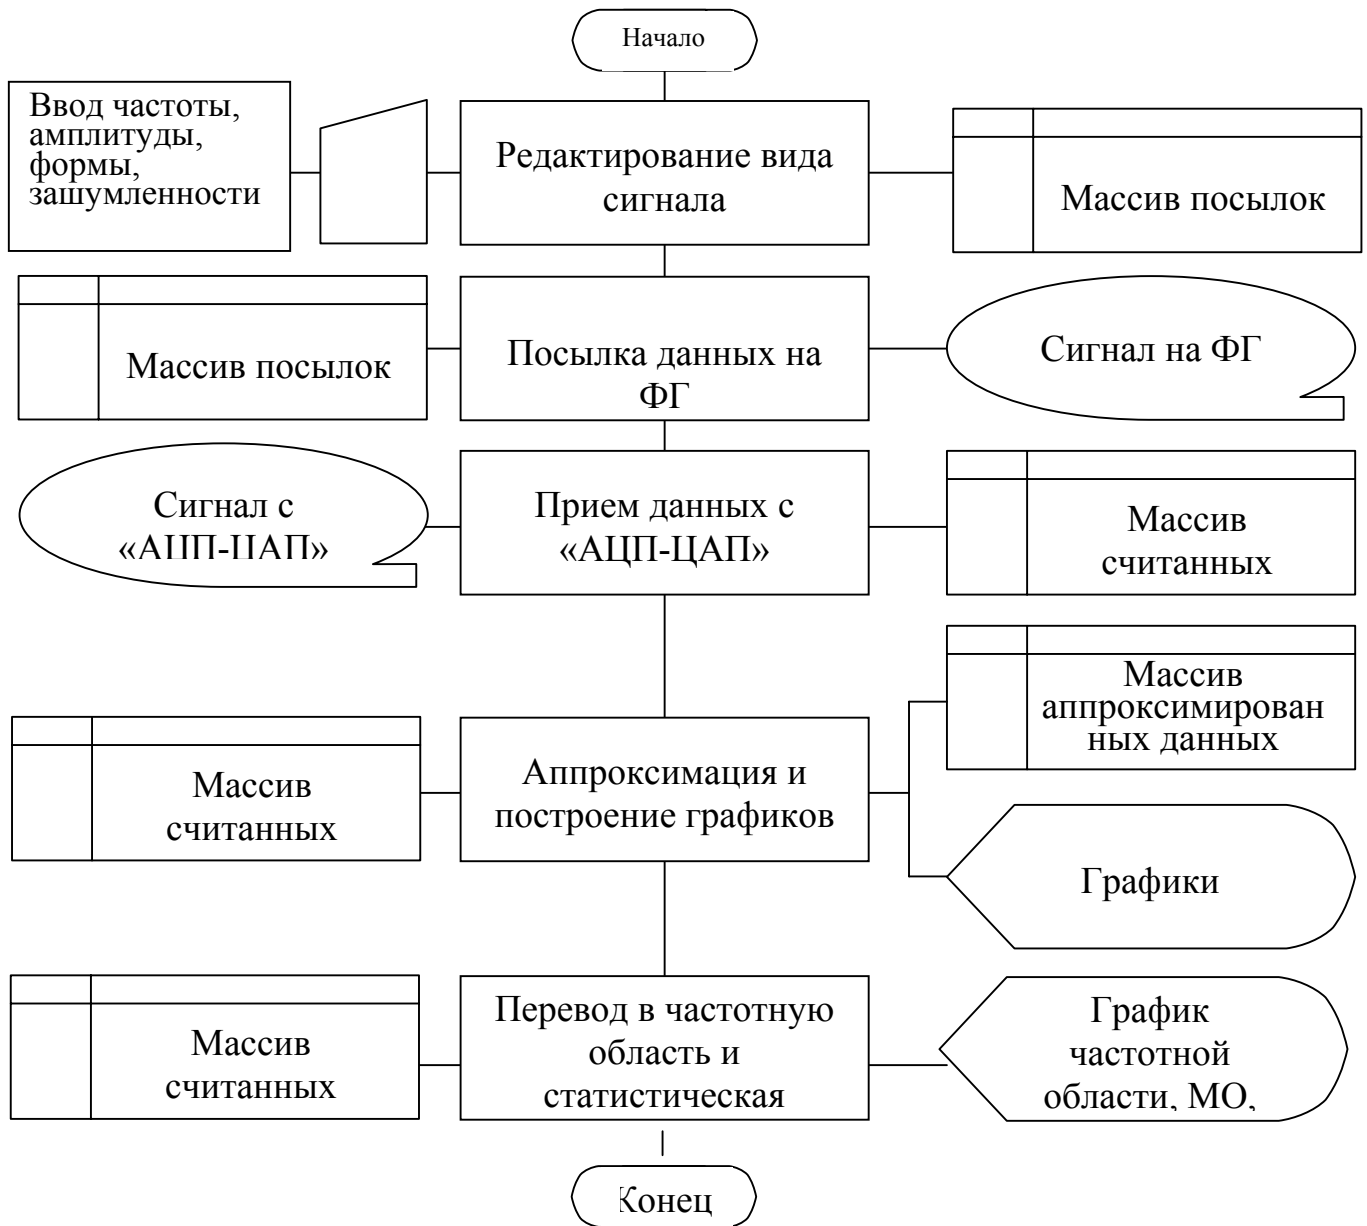 Начало
Ввод частоты,
амплитуды,
формы,
зашумленности
Редактирование вида
сигнала
Массив посылок
Массив посылок
Посылка данных на
ФГ
Сигнал на ФГ
Сигнал с
«АЦП-ЦАП»
Прием данных с
«АЦП-ЦАП»
Массив
считанных
Массив
аппроксимирован
ных данных
Массив
считанных
Аппроксимация и
построение графиков
Графики
Массив
считанных
Перевод в частотную
область и
статистическая
График
частотной
области, МО,
Конец